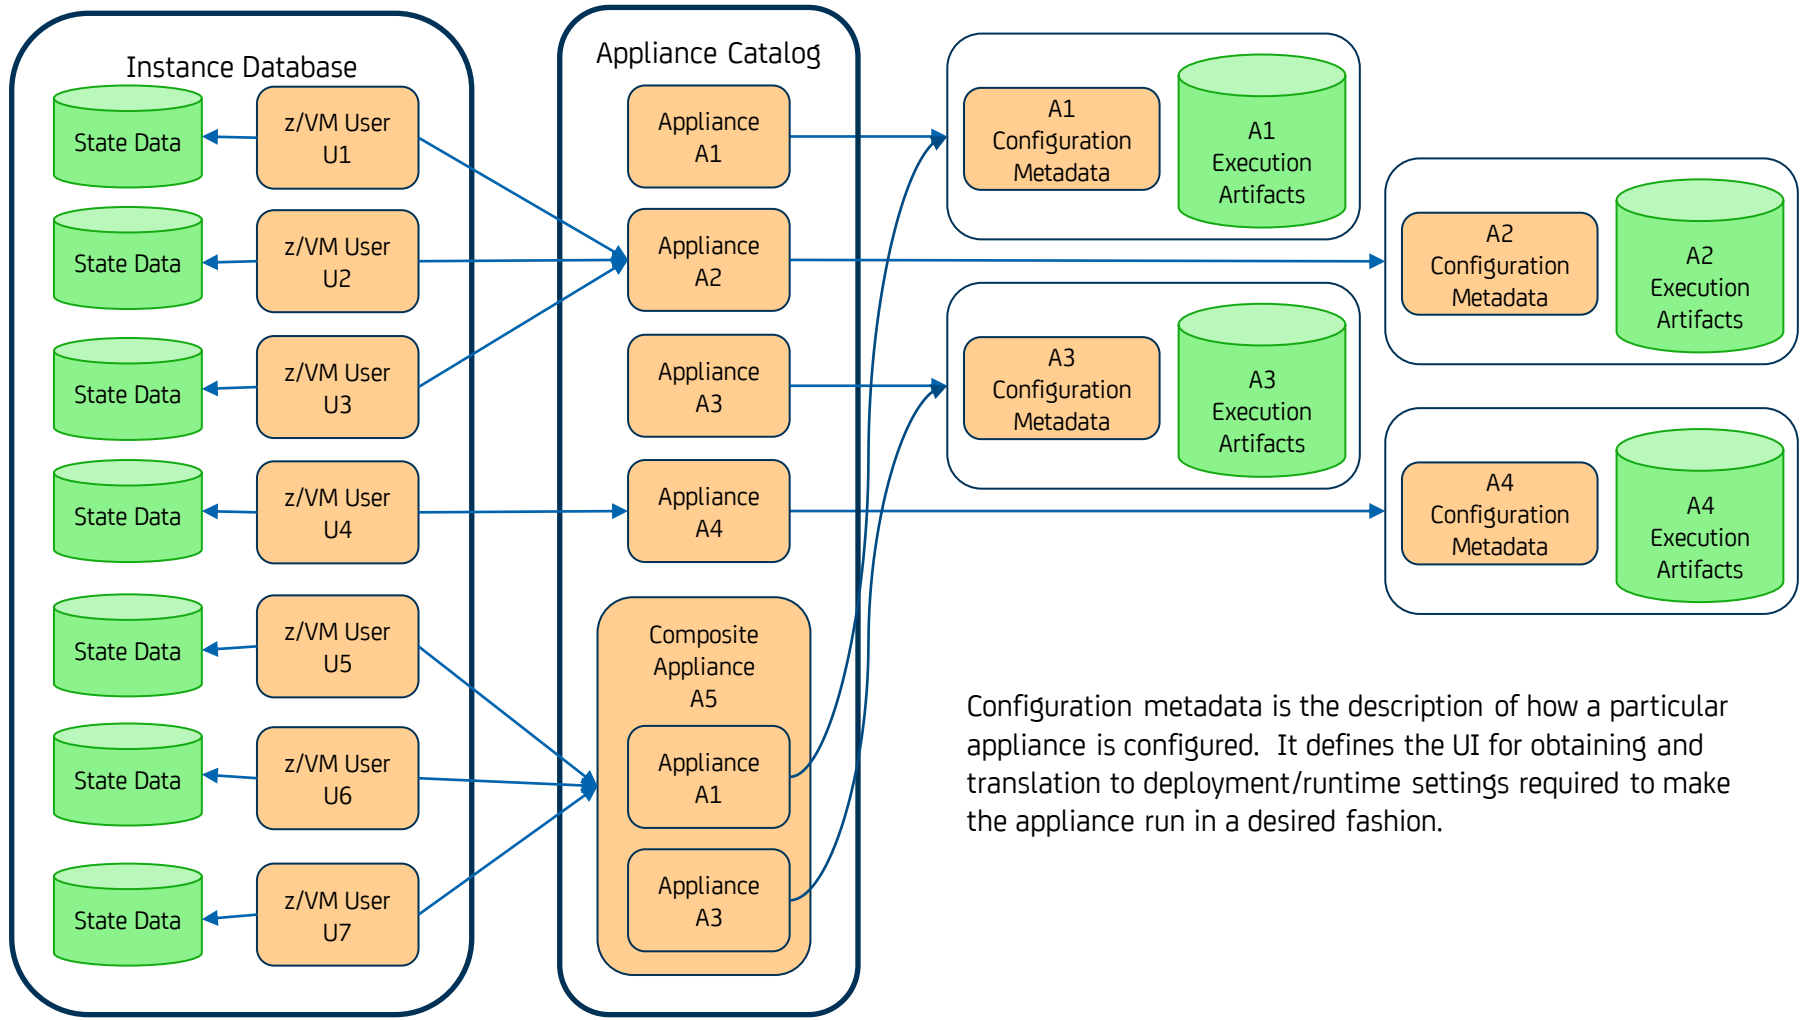 Instance Database
State Data
z/VM User
U1
State Data
z/VM User
U2
State Data
z/VM User
U3
State Data
z/VM User
U4
State Data
z/VM User
U5
State Data
z/VM User
U6
State Data
z/VM User
U7
Appliance Catalog
Appliance
A1
Appliance
A2
Appliance
A3
Appliance
A4
Composite
Appliance
A5
Appliance
A1
Appliance
A3
A1
Configuration
Metadata
A1
Execution
Artifacts
A2
Configuration
Metadata
A2
Execution
Artifacts
A3
Configuration
Metadata
A3
Execution
Artifacts
A4
Configuration
Metadata
A4
Execution
Artifacts
Configuration metadata is the description of how a particular
appliance is configured.  It defines the UI for obtaining and
translation to deployment/runtime settings required to make
the appliance run in a desired fashion.